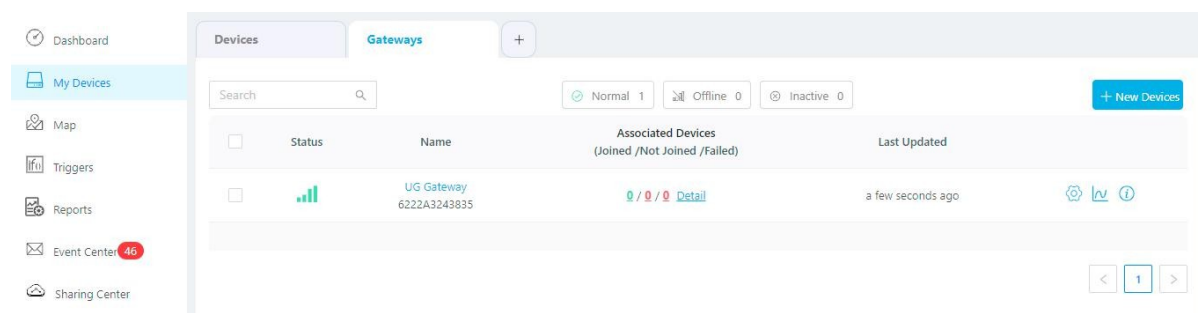 Dashboard
My Devices
Map
Triggers
Reports
Event Center 46
Sharing Center
Devices
Gateways
+
Search
Normal 1
Offline 0
Inactive 0
+ New Devices
Status
Name
Associated Devices
(Joined /Not Joined /Failed)
Last Updated
UG Gateway
6222A3243835
0 / 0 / 0 Detail
a few seconds ago
< 1 >